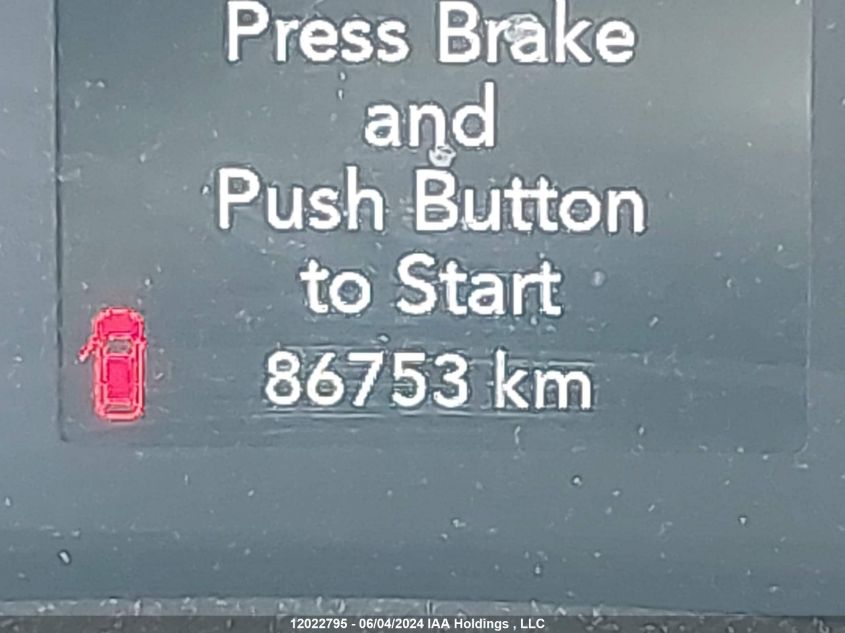 Press Brake
and
Push Button
to Start
86753 km
12022795 - 06/04/2024 IAA Holdings , LLC